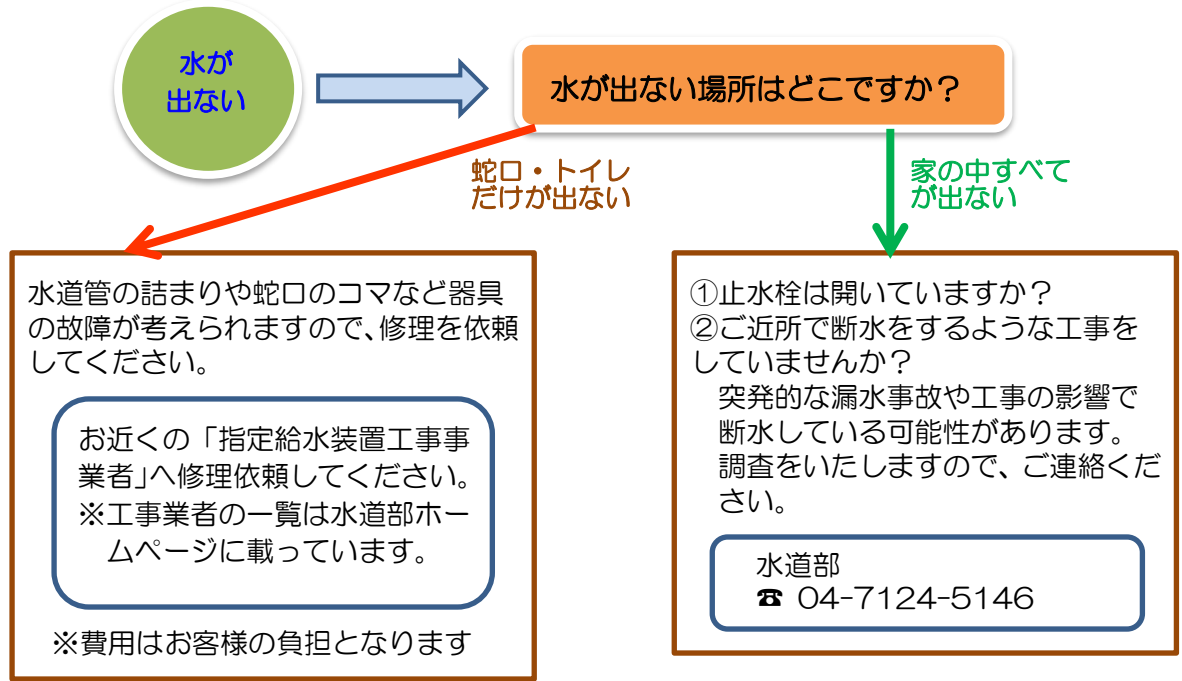 水が
出ない
水が出ない場所はどこですか？
蛇口・トイレ
だけが出ない
家の中すべて
が出ない
水道管の詰まりや蛇口のコマなど器具
の故障が考えられますので、修理を依頼
してください。
お近くの「指定給水装置工事事
業者」へ修理依頼してください。
※工事業者の一覧は水道部ホー
ムページに載っています。
※費用はお客様の負担となります
①止水栓は開いていますか？
②ご近所で断水をするような工事を
していませんか？
突発的な漏水事故や工事の影響で
断水している可能性があります。
調査をいたしますので、ご連絡くだ
さい。
水道部
☎ 04-7124-5146